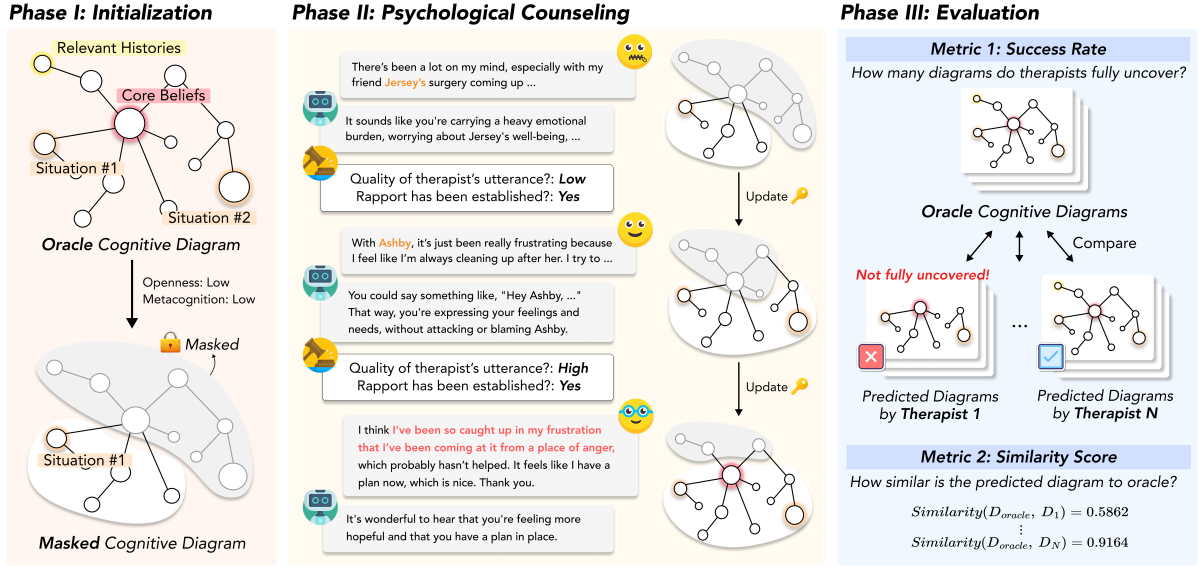 Phase I: Initialization
Relevant Histories
Core Beliefs
Situation #1
Situation #2
Oracle Cognitive Diagram
Openness: Low
Metacognition: Low
Masked
Situation #1
Masked Cognitive Diagram
Phase II: Psychological Counseling
There's been a lot on my mind, especially with my
friend Jersey's surgery coming up ...
It sounds like you're carrying a heavy emotional
burden, worrying about Jersey's well-being, ...
Quality of therapist's utterance?: Low
Rapport has been established?: Yes
Update
With Ashby, it's just been really frustrating because
I feel like I'm always cleaning up after her. I try to ...
You could say something like, "Hey Ashby, ..."
That way, you're expressing your feelings and
needs, without attacking or blaming Ashby.
Quality of therapist's utterance?: High
Rapport has been established?: Yes
Update
I think I've been so caught up in my frustration
that I've been coming at it from a place of anger,
which probably hasn't helped. It feels like I have a
plan now, which is nice. Thank you.
It's wonderful to hear that you're feeling more
hopeful and that you have a plan in place.
Phase III: Evaluation
Metric 1: Success Rate
How many diagrams do therapists fully uncover?
Oracle Cognitive Diagrams
Compare
Not fully uncovered!
...
Predicted Diagrams
by Therapist 1
Predicted Diagrams
by Therapist N
Metric 2: Similarity Score
How similar is the predicted diagram to oracle?
Similarity(D_oracle, D_1) = 0.5862
⋮
Similarity(D_oracle, D_N) = 0.9164